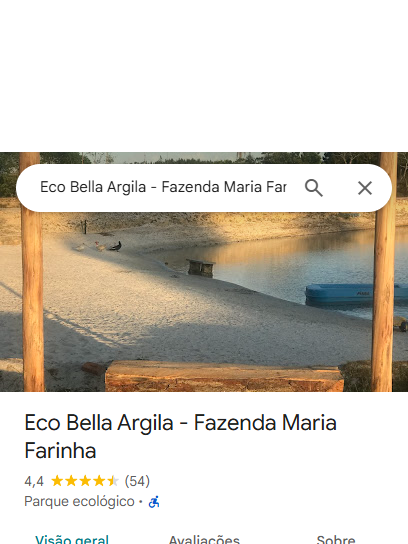 Eco Bella Argila - Fazenda Maria Far
Eco Bella Argila - Fazenda Maria
Farinha
4,4 (54)
Parque ecológico ·
Visão geral Avaliações Sobre